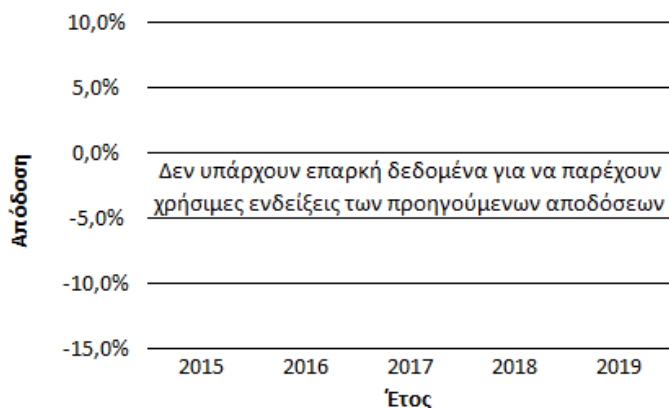 10,0%
5,0%
0,0%
Δεν υπάρχουν επαρκή δεδομένα για να παρέχουν
χρήσιμες ενδείξεις των προηγούμενων αποδόσεων
-5,0%
-10,0%
-15,0%
Απόδοση
2015 2016 2017 2018 2019
Έτος